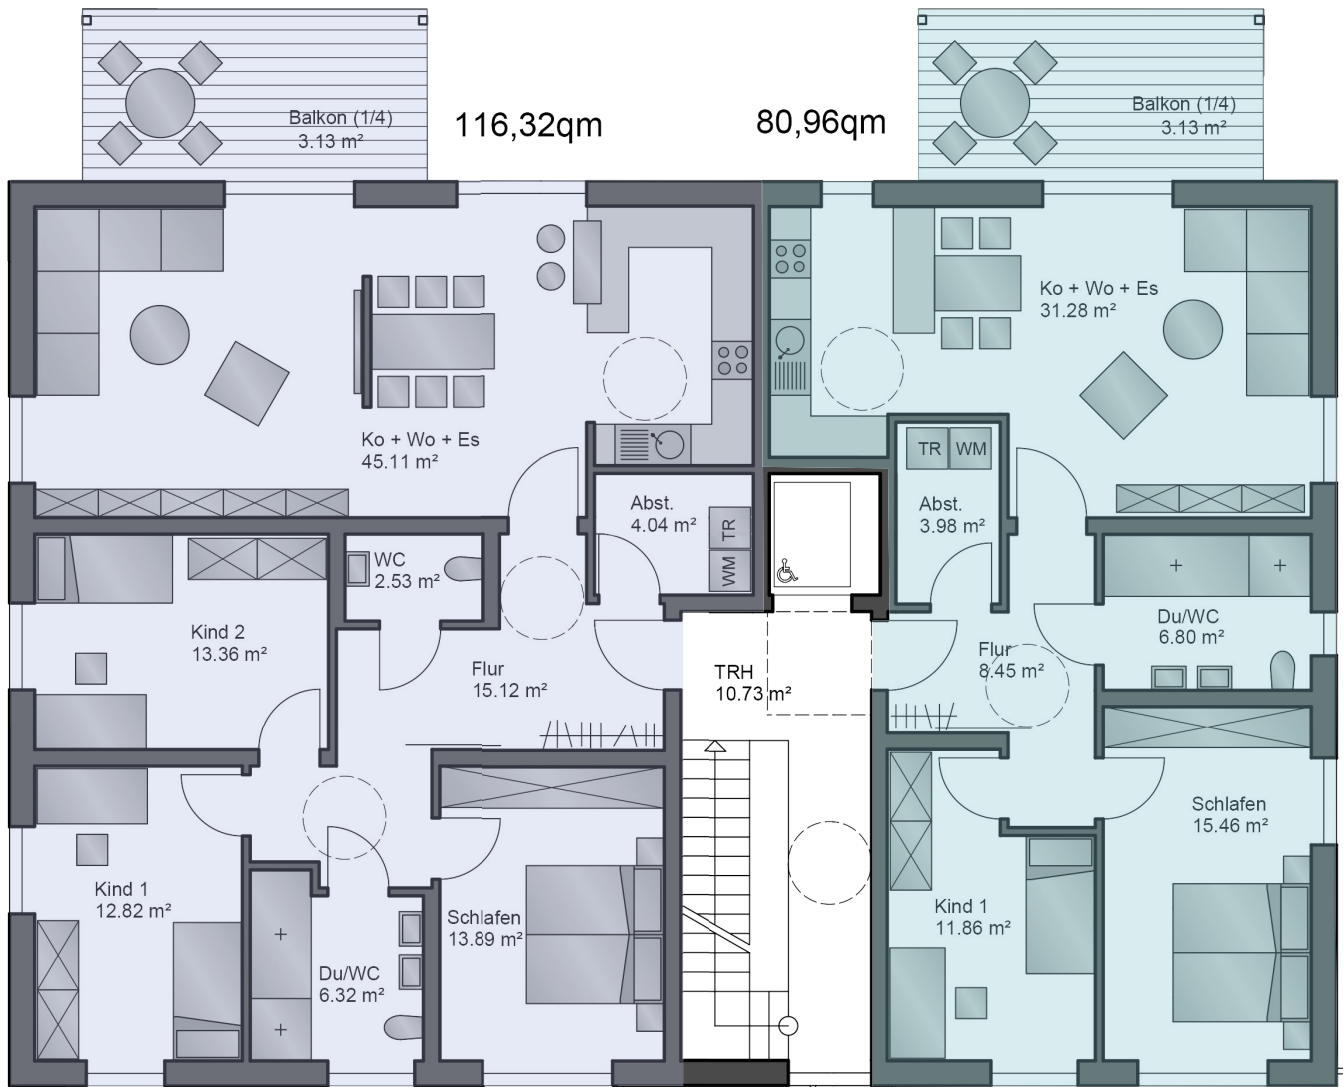 Balkon (1/4)
3.13 m²
116,32qm
80,96qm
Balkon (1/4)
3.13 m²
Ko + Wo + Es
45.11 m²
Ko + Wo + Es
31.28 m²
Abst.
4.04 m²
TR
WM
TR
WM
Abst.
3.98 m²
WC
2.53 m²
Kind 2
13.36 m²
Flur
15.12 m²
TRH
10.73 m²
Flur
8.45 m²
Du/WC
6.80 m²
Kind 1
12.82 m²
Du/WC
6.32 m²
Schlafen
13.89 m²
Kind 1
11.86 m²
Schlafen
15.46 m²